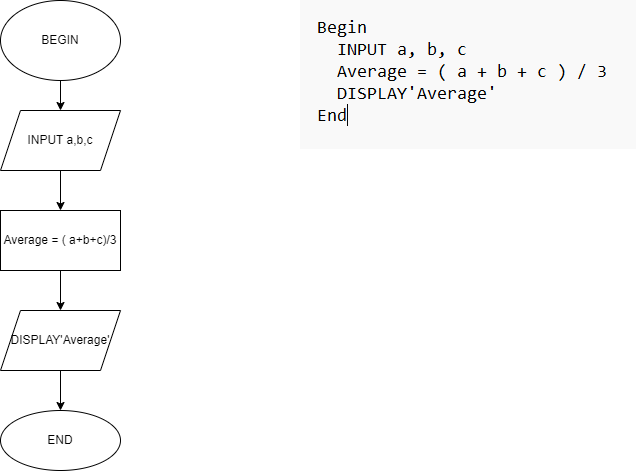 BEGIN
INPUT a,b,c
Average = ( a+b+c)/3
DISPLAY'Average'
END
Begin
INPUT a, b, c
Average = ( a + b + c ) / 3
DISPLAY'Average'
End